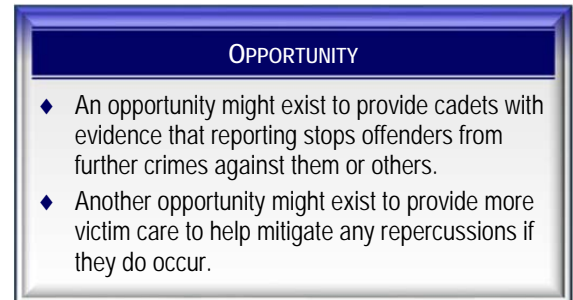 OPPORTUNITY
♦ An opportunity might exist to provide cadets with
evidence that reporting stops offenders from
further crimes against them or others.
♦ Another opportunity might exist to provide more
victim care to help mitigate any repercussions if
they do occur.